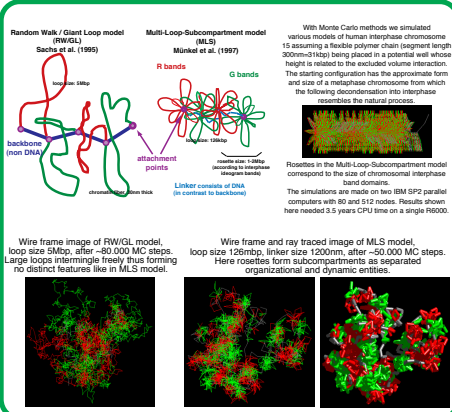 Random Walk / Giant Loop model
(RW/GL)
Sachs et al. (1995)
loop size: 5Mbp
backbone
(non DNA)
chromatin fiber: 30nm thick
Multi-Loop-Subcompartment model
(MLS)
Münkel et al. (1997)
R bands
G bands
loop size: 126kbp
attachment
points
rosette size: 1-2Mbp
(according to interphase
ideogram bands)
Linker consists of DNA
(in contrast to backbone)
With Monte Carlo methods we simulated
various models of human interphase chromosome
15 assuming a flexible polymer chain (segment length
300nm=31kbp) being placed in a potential well whose
height is related to the excluded volume interaction.
The starting configuration has the approximate form
and size of a metaphase chromosome from which
the following decondensation into interphase
resembles the natural process.
Rosettes in the Multi-Loop-Subcompartment model
correspond to the size of chromosomal interphase
band domains.
The simulations are made on two IBM SP2 parallel
computers with 80 and 512 nodes. Results shown
here needed 3.5 years CPU time on a single R6000.
Wire frame image of RW/GL model,
loop size 5Mbp, after ~80.000 MC steps.
Large loops intermingle freely thus forming
no distinct features like in MLS model.
Wire frame and ray traced image of MLS model,
loop size 126mbp, linker size 1200nm, after ~50.000 MC steps.
Here rosettes form subcompartments as separated
organizational and dynamic entities.